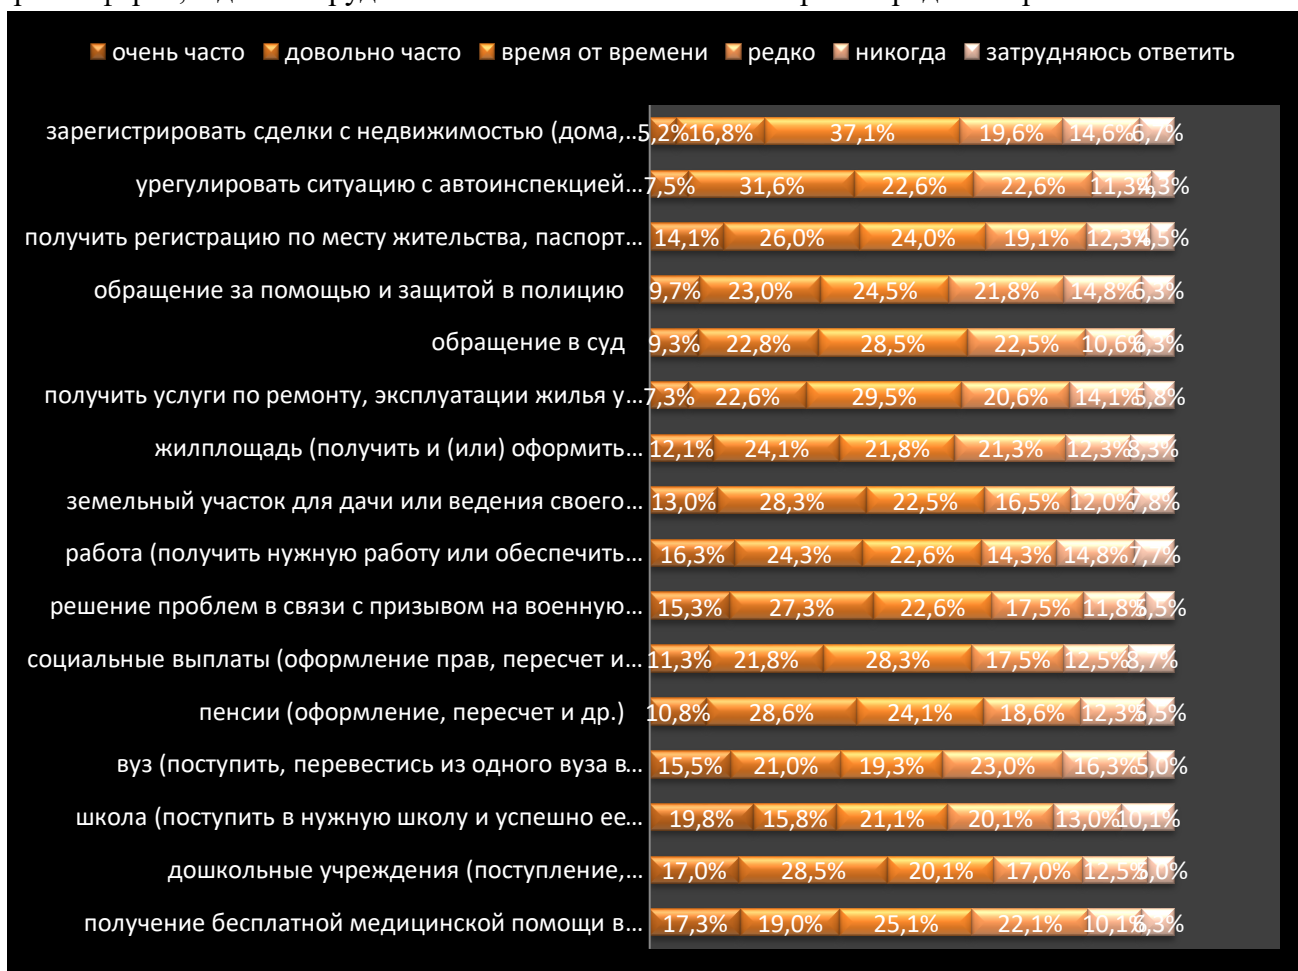 очень часто довольно часто время от времени редко никогда затрудняюсь ответить
зарегистрировать сделки с недвижимостью (дома,... 5,2% 16,8% 37,1% 19,6% 14,6% 6,7%
урегулировать ситуацию с автоинспекцией... 7,5% 31,6% 22,6% 22,6% 11,3% 4,3%
получить регистрацию по месту жительства, паспорт... 14,1% 26,0% 24,0% 19,1% 12,3% 4,5%
обращение за помощью и защитой в полицию 9,7% 23,0% 24,5% 21,8% 14,8% 6,3%
обращение в суд 9,3% 22,8% 28,5% 22,5% 10,6% 6,3%
получить услуги по ремонту, эксплуатации жилья у... 7,3% 22,6% 29,5% 20,6% 14,1% 5,8%
жилплощадь (получить и (или) оформить... 12,1% 24,1% 21,8% 21,3% 12,3% 8,3%
земельный участок для дачи или ведения своего... 13,0% 28,3% 22,5% 16,5% 12,0% 7,8%
работа (получить нужную работу или обеспечить... 16,3% 24,3% 22,6% 14,3% 14,8% 7,7%
решение проблем в связи с призывом на военную... 15,3% 27,3% 22,6% 17,5% 11,8% 5,5%
социальные выплаты (оформление прав, пересчет и... 11,3% 21,8% 28,3% 17,5% 12,5% 8,7%
пенсии (оформление, пересчет и др.) 10,8% 28,6% 24,1% 18,6% 12,3% 5,5%
вуз (поступить, перевестись из одного вуза в... 15,5% 21,0% 19,3% 23,0% 16,3% 5,0%
школа (поступить в нужную школу и успешно ее... 19,8% 15,8% 21,1% 20,1% 13,0% 10,1%
дошкольные учреждения (поступление,... 17,0% 28,5% 20,1% 17,0% 12,5% 5,0%
получение бесплатной медицинской помощи в... 17,3% 19,0% 25,1% 22,1% 10,1% 6,3%